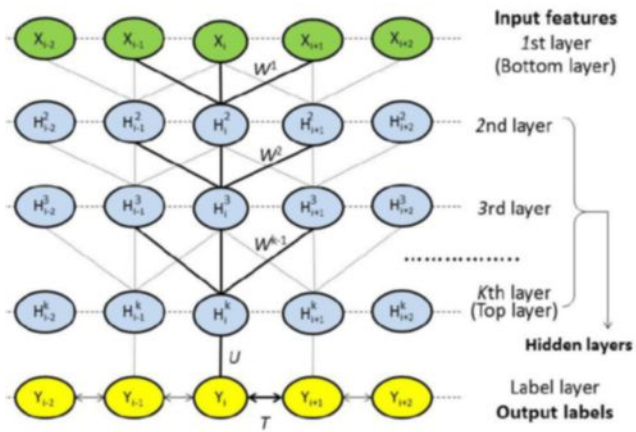 X_{i-2} X_{i-1} X_i X_{i+1} X_{i+2}
Input features
1st layer
(Bottom layer)
W^1
H^2_{i-2} H^2_{i-1} H^2_i H^2_{i+1} H^2_{i+2}
2nd layer
W^2
H^3_{i-2} H^3_{i-1} H^3_i H^3_{i+1} H^3_{i+2}
3rd layer
W^{k-1}
H^k_{i-2} H^k_{i-1} H^k_i H^k_{i+1} H^k_{i+2}
Kth layer
(Top layer)
Hidden layers
U
Y_{i-2} Y_{i-1} Y_i Y_{i+1} Y_{i+2}
T
Label layer
Output labels